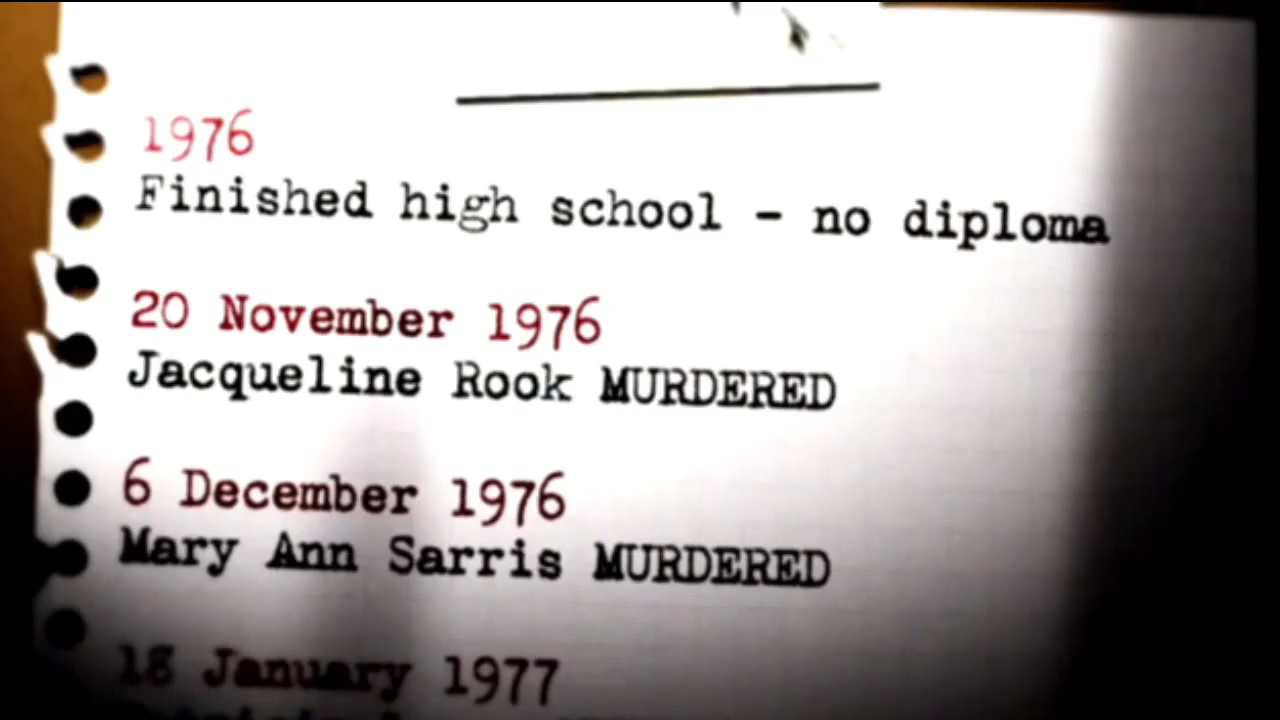 1976
Finished high school - no diploma
20 November 1976
Jacqueline Rook MURDERED
6 December 1976
Mary Ann Sarris MURDERED
18 January 1977